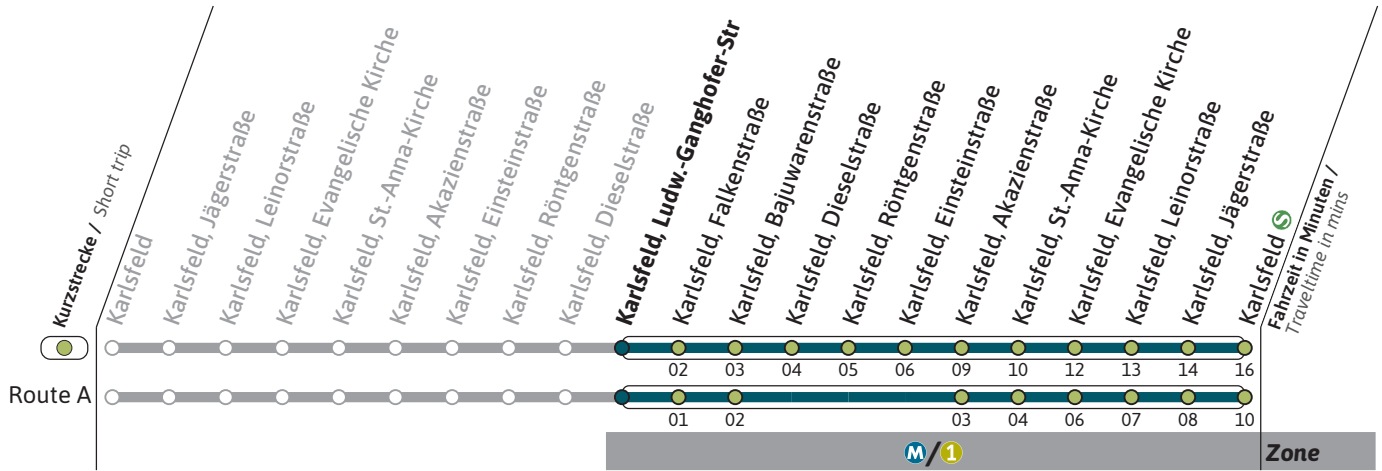 Kurzstrecke / Short trip
Karlsfeld
Karlsfeld, Jägerstraße
Karlsfeld, Leinorstraße
Karlsfeld, Evangelische Kirche
Karlsfeld, St.-Anna-Kirche
Karlsfeld, Akazienstraße
Karlsfeld, Einsteinstraße
Karlsfeld, Röntgenstraße
Karlsfeld, Dieselstraße
Karlsfeld, Ludw.-Ganghofer-Str
Karlsfeld, Falkenstraße
Karlsfeld, Bajuwarenstraße
Karlsfeld, Dieselstraße
Karlsfeld, Röntgenstraße
Karlsfeld, Einsteinstraße
Karlsfeld, Akazienstraße
Karlsfeld, St.-Anna-Kirche
Karlsfeld, Evangelische Kirche
Karlsfeld, Leinorstraße
Karlsfeld, Jägerstraße
Karlsfeld S
Fahrzeit in Minuten /
Traveltime in mins
02 03 04 05 06 09 10 12 13 14 16
Route A
01 02 03 04 06 07 08 10
M/1
Zone